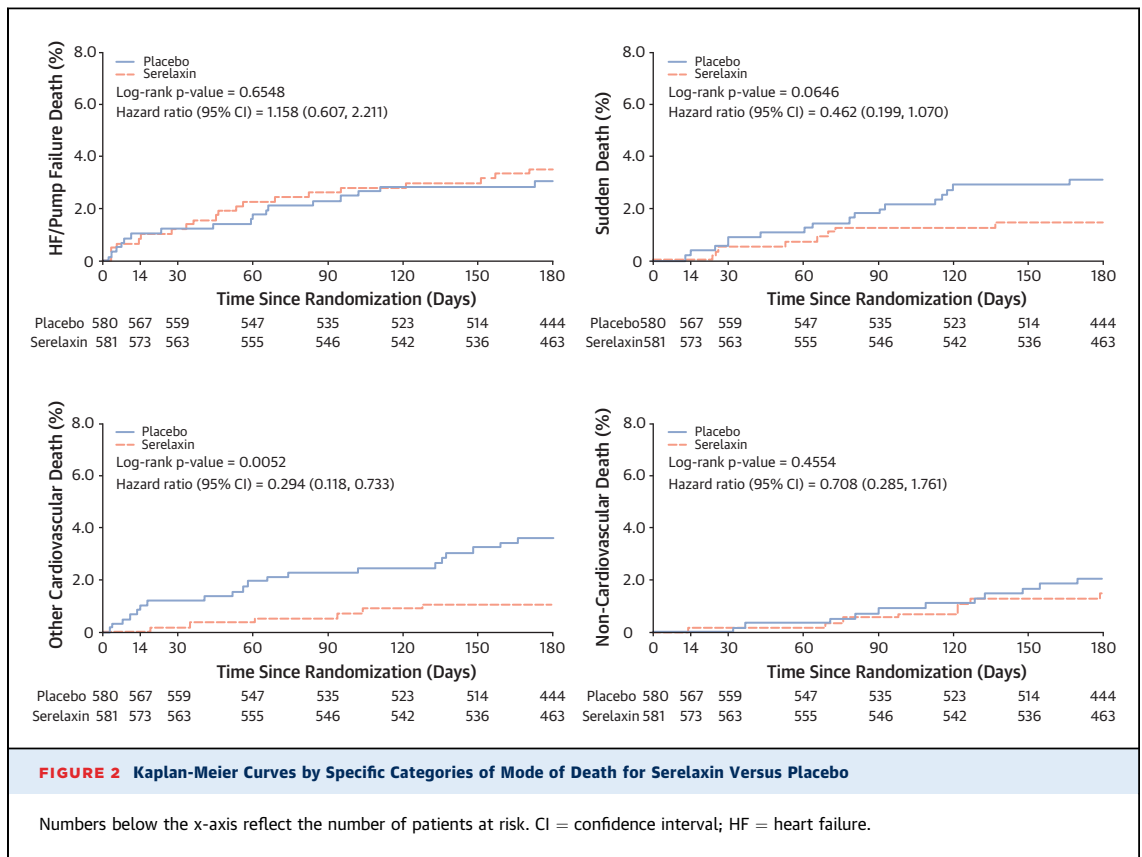 HF/Pump Failure Death (%)
8.0
6.0
4.0
2.0
0
Placebo
Serelaxin
Log-rank p-value = 0.6548
Hazard ratio (95% CI) = 1.158 (0.607, 2.211)
0 14 30 60 90 120 150 180
Time Since Randomization (Days)
Placebo 580 567 559 547 535 523 514 444
Serelaxin 581 573 563 555 546 542 536 463
Sudden Death (%)
8.0
6.0
4.0
2.0
0
Placebo
Serelaxin
Log-rank p-value = 0.0646
Hazard ratio (95% CI) = 0.462 (0.199, 1.070)
0 14 30 60 90 120 150 180
Time Since Randomization (Days)
Placebo580 567 559 547 535 523 514 444
Serelaxin581 573 563 555 546 542 536 463
Other Cardiovascular Death (%)
8.0
6.0
4.0
2.0
0
Placebo
Serelaxin
Log-rank p-value = 0.0052
Hazard ratio (95% CI) = 0.294 (0.118, 0.733)
0 14 30 60 90 120 150 180
Time Since Randomization (Days)
Placebo 580 567 559 547 535 523 514 444
Serelaxin 581 573 563 555 546 542 536 463
Non-Cardiovascular Death (%)
8.0
6.0
4.0
2.0
0
Placebo
Serelaxin
Log-rank p-value = 0.4554
Hazard ratio (95% CI) = 0.708 (0.285, 1.761)
0 14 30 60 90 120 150 180
Time Since Randomization (Days)
Placebo 580 567 559 547 535 523 514 444
Serelaxin 581 573 563 555 546 542 536 463
FIGURE 2 Kaplan-Meier Curves by Specific Categories of Mode of Death for Serelaxin Versus Placebo
Numbers below the x-axis reflect the number of patients at risk. CI = confidence interval; HF = heart failure.